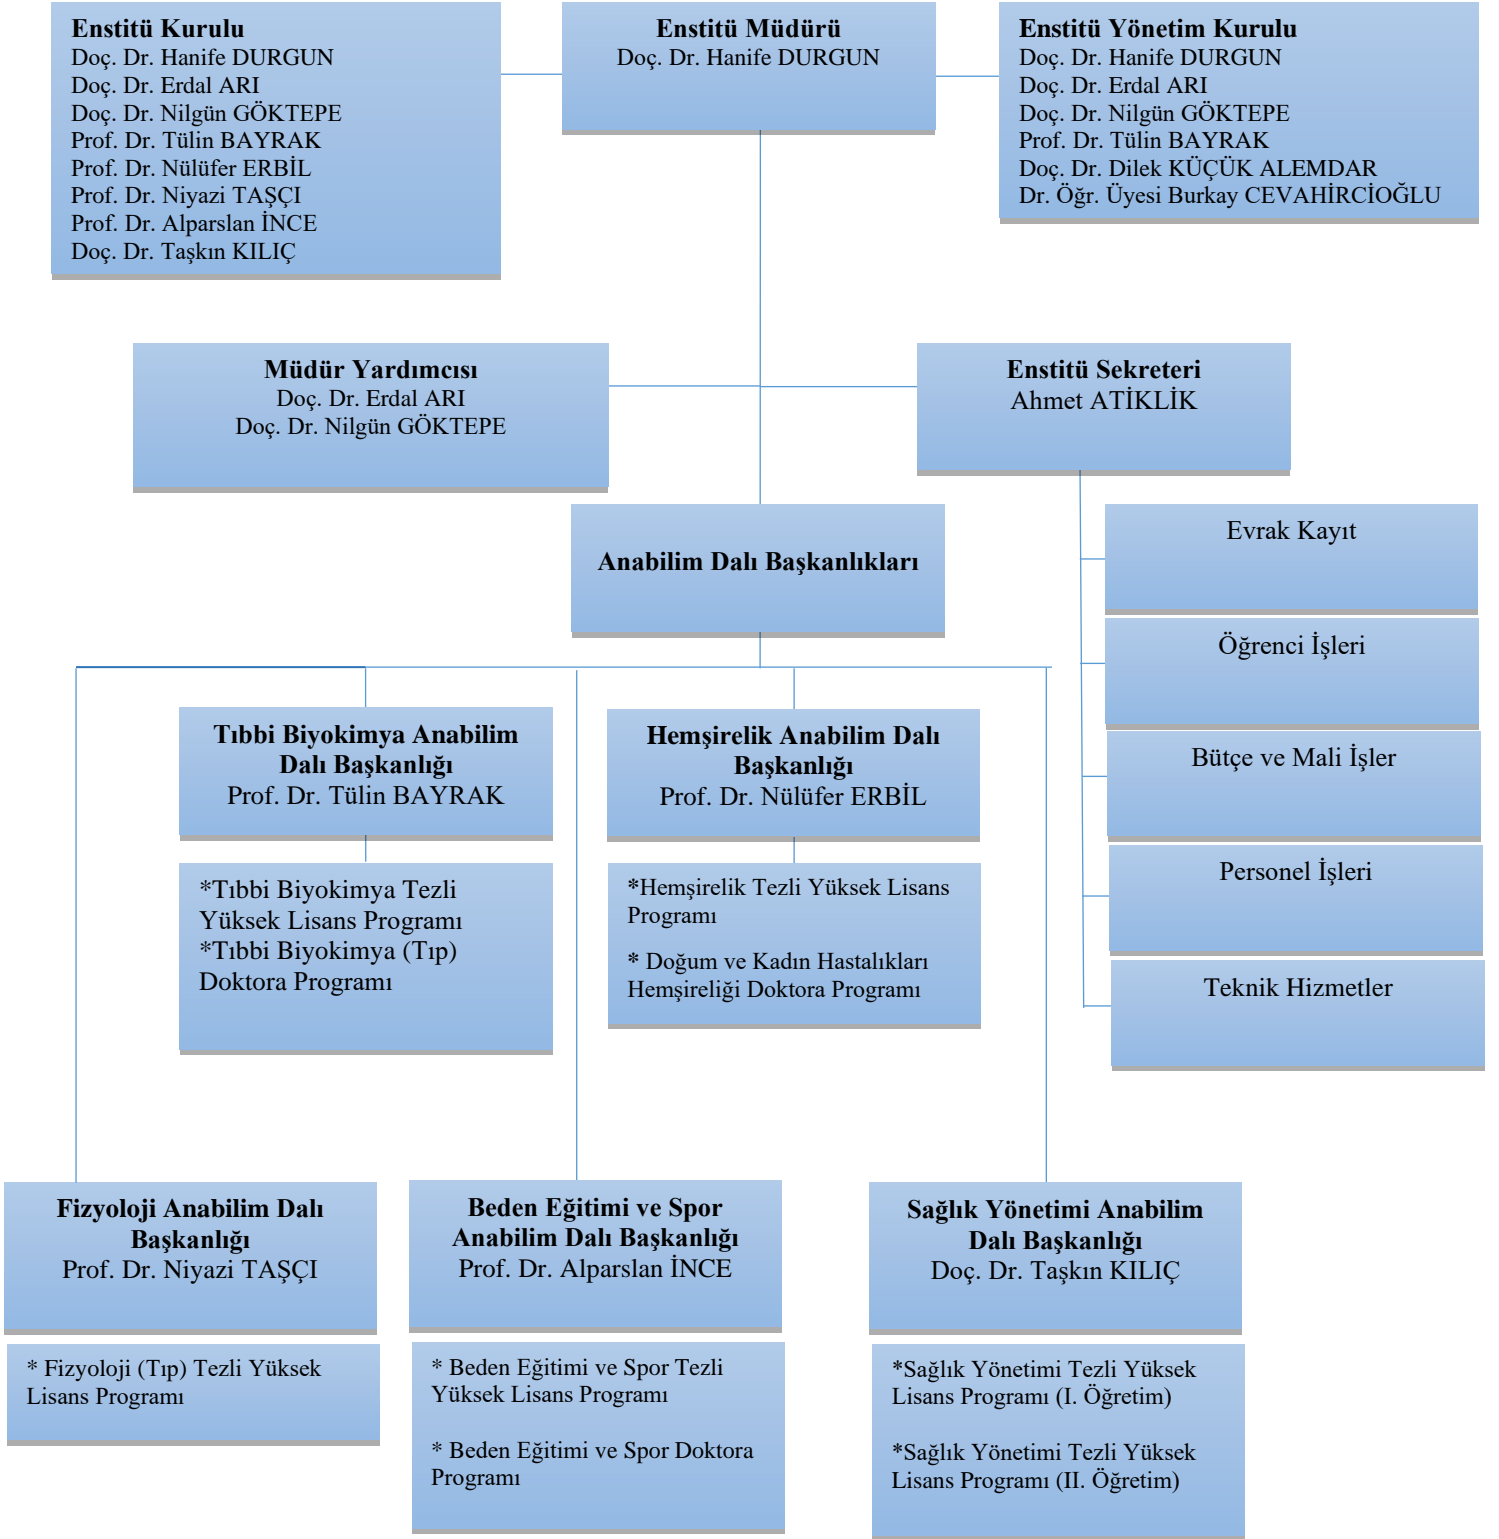 Enstitü Kurulu
Doç. Dr. Hanife DURGUN
Doç. Dr. Erdal ARI
Doç. Dr. Nilgün GÖKTEPE
Prof. Dr. Tülin BAYRAK
Prof. Dr. Nülüfer ERBİL
Prof. Dr. Niyazi TAŞÇI
Prof. Dr. Alparslan İNCE
Doç. Dr. Taşkın KILIÇ
Enstitü Müdürü
Doç. Dr. Hanife DURGUN
Enstitü Yönetim Kurulu
Doç. Dr. Hanife DURGUN
Doç. Dr. Erdal ARI
Doç. Dr. Nilgün GÖKTEPE
Prof. Dr. Tülin BAYRAK
Doç. Dr. Dilek KÜÇÜK ALEMDAR
Dr. Öğr. Üyesi Burkay CEVAHİRCİOĞLU
Müdür Yardımcısı
Doç. Dr. Erdal ARI
Doç. Dr. Nilgün GÖKTEPE
Enstitü Sekreteri
Ahmet ATİKLİK
Anabilim Dalı Başkanlıkları
Evrak Kayıt
Öğrenci İşleri
Bütçe ve Mali İşler
Personel İşleri
Teknik Hizmetler
Tıbbi Biyokimya Anabilim
Dalı Başkanlığı
Prof. Dr. Tülin BAYRAK
*Tıbbi Biyokimya Tezli
Yüksek Lisans Programı
*Tıbbi Biyokimya (Tıp)
Doktora Programı
Hemşirelik Anabilim Dalı
Başkanlığı
Prof. Dr. Nülüfer ERBİL
*Hemşirelik Tezli Yüksek Lisans
Programı
* Doğum ve Kadın Hastalıkları
Hemşireliği Doktora Programı
Fizyoloji Anabilim Dalı
Başkanlığı
Prof. Dr. Niyazi TAŞÇI
* Fizyoloji (Tıp) Tezli Yüksek
Lisans Programı
Beden Eğitimi ve Spor
Anabilim Dalı Başkanlığı
Prof. Dr. Alparslan İNCE
* Beden Eğitimi ve Spor Tezli
Yüksek Lisans Programı
* Beden Eğitimi ve Spor Doktora
Programı
Sağlık Yönetimi Anabilim
Dalı Başkanlığı
Doç. Dr. Taşkın KILIÇ
*Sağlık Yönetimi Tezli Yüksek
Lisans Programı (I. Öğretim)
*Sağlık Yönetimi Tezli Yüksek
Lisans Programı (II. Öğretim)